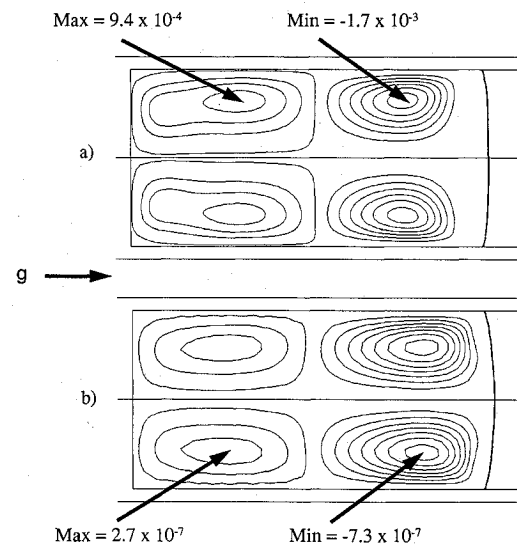 Max = 9.4 x 10⁻⁴ Min = -1.7 x 10⁻³
a)
g
b)
Max = 2.7 x 10⁻⁷ Min = -7.3 x 10⁻⁷